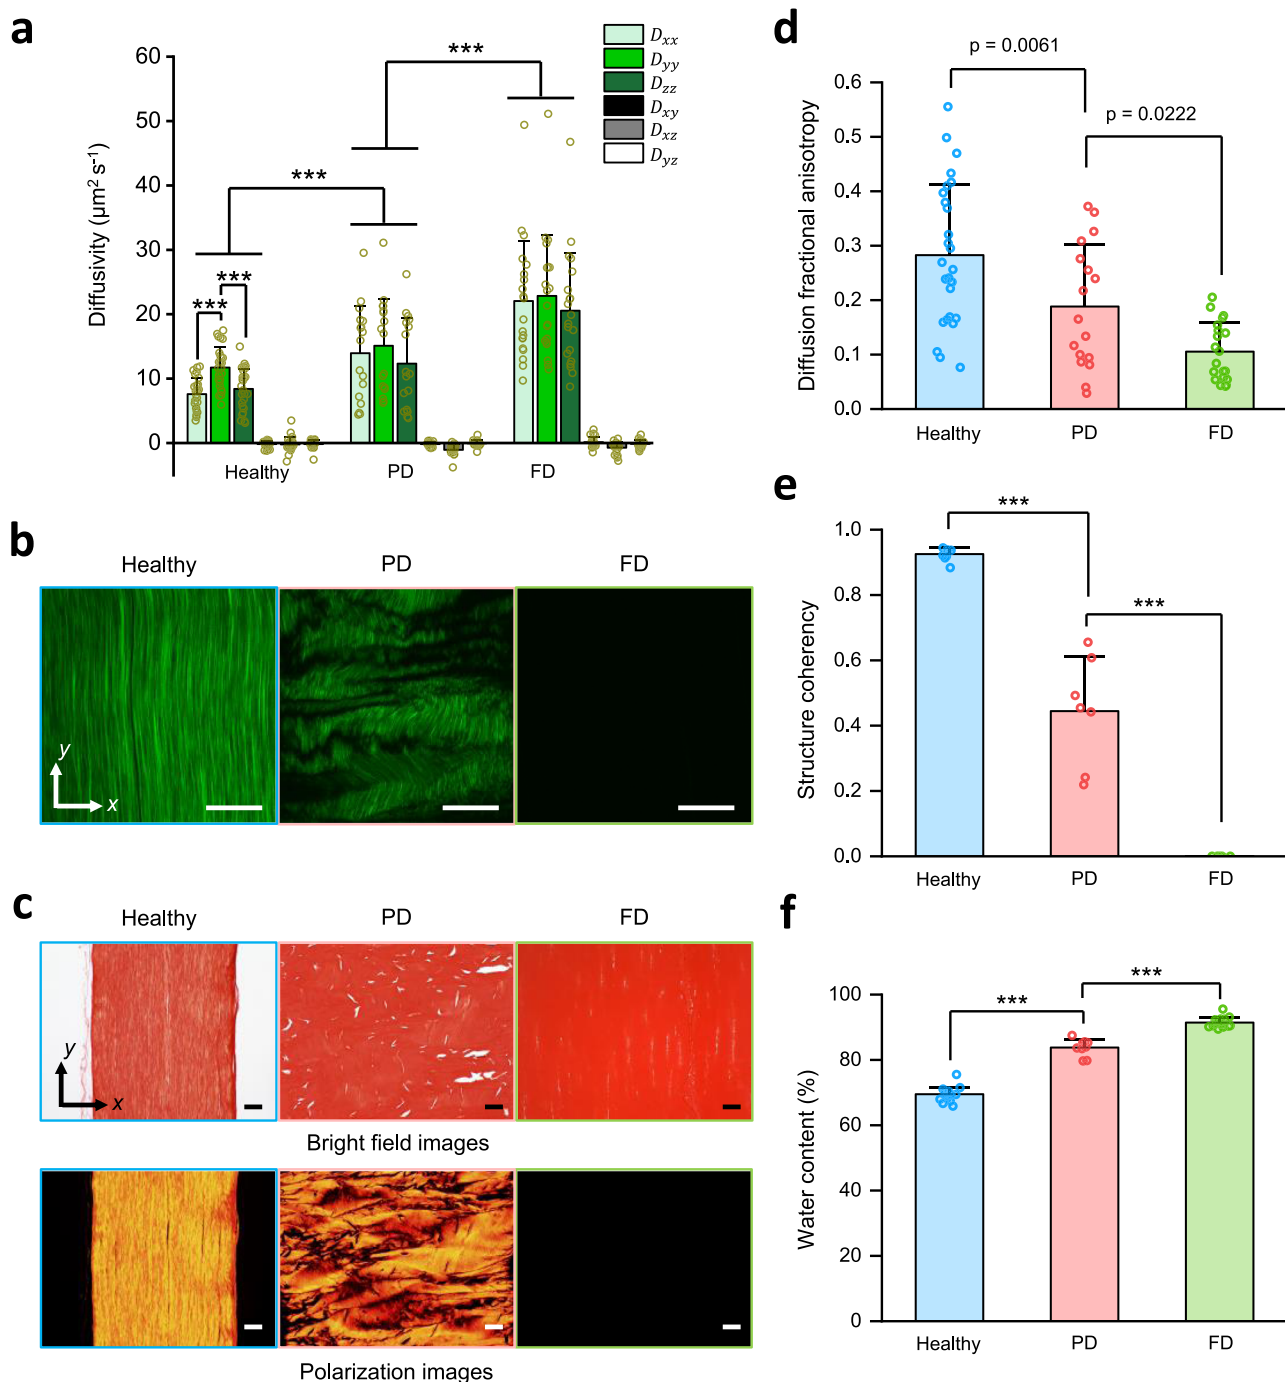 a
Diffusivity (µm² s⁻¹)
60
50
40
30
20
10
0
***
***
***
***
Dxx
Dyy
Dzz
Dxy
Dxz
Dyz
Healthy
PD
FD
b
Healthy
PD
FD
y
x
c
Healthy
PD
FD
y
x
Bright field images
Polarization images
d
Diffusion fractional anisotropy
p = 0.0061
p = 0.0222
0.6
0.5
0.4
0.3
0.2
0.1
0.0
Healthy
PD
FD
e
Structure coherency
***
***
1.0
0.8
0.6
0.4
0.2
0.0
Healthy
PD
FD
f
Water content (%)
***
***
100
80
60
40
20
0
Healthy
PD
FD